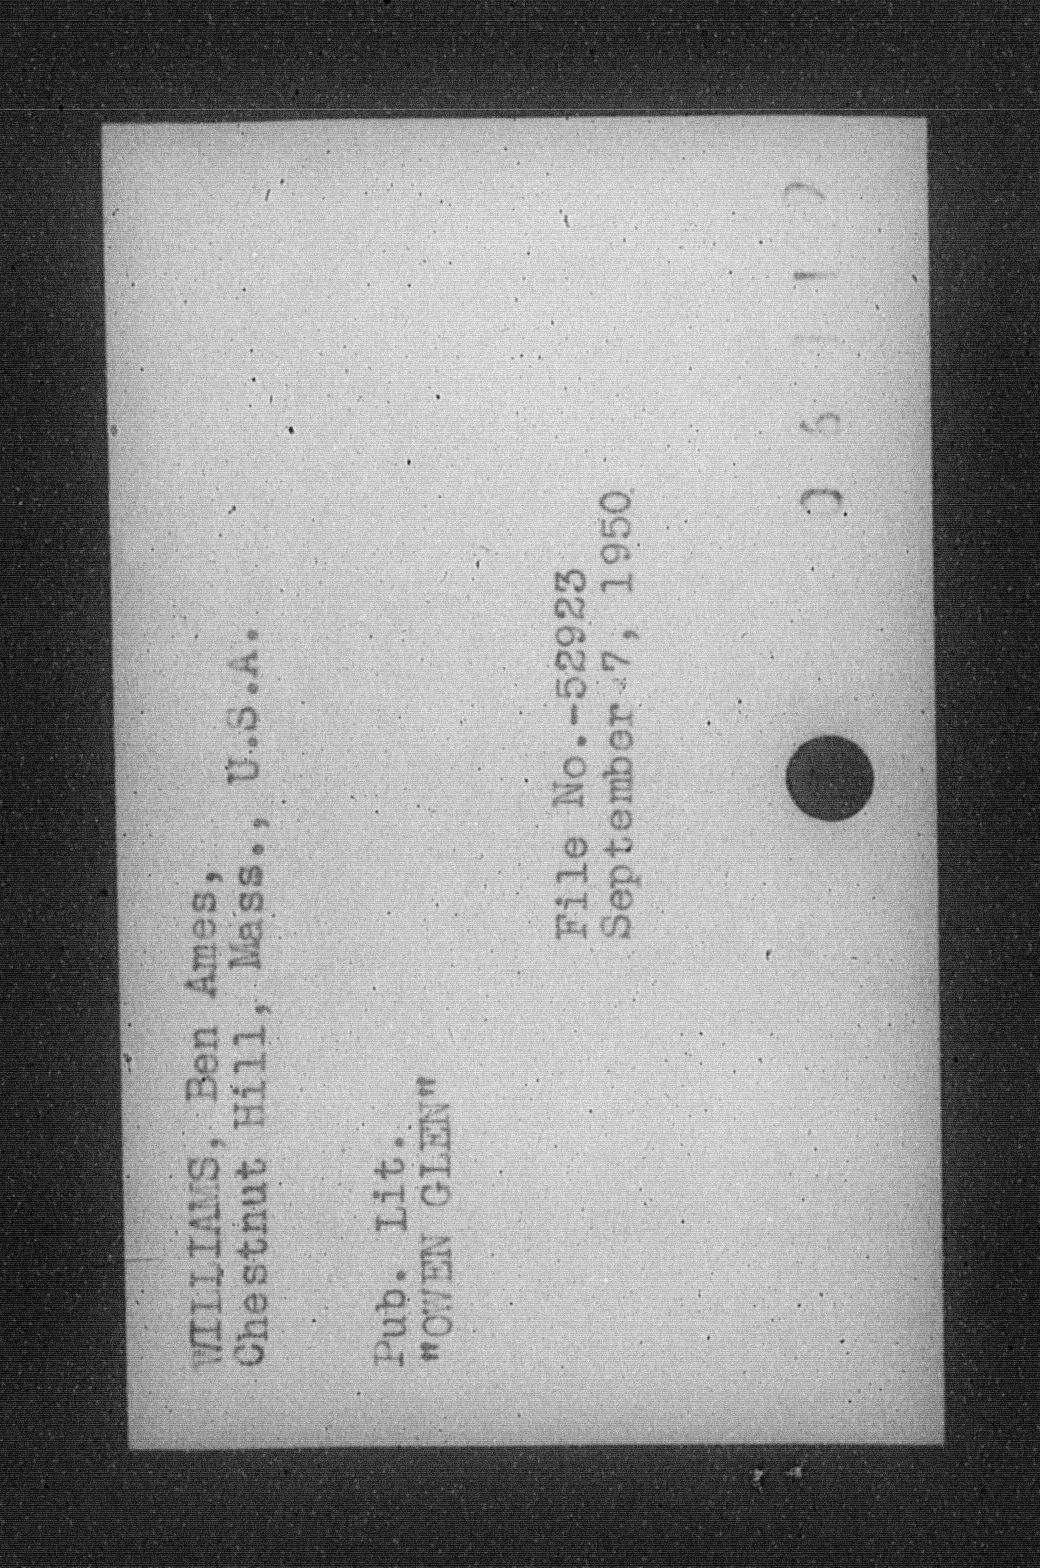 WILLIAMS, Ben Ames,
Chestnut Hill, Mass., U.S.A.
Pub. Lit.
"OWEN GLEN"
File No.-52923
September 7, 1950